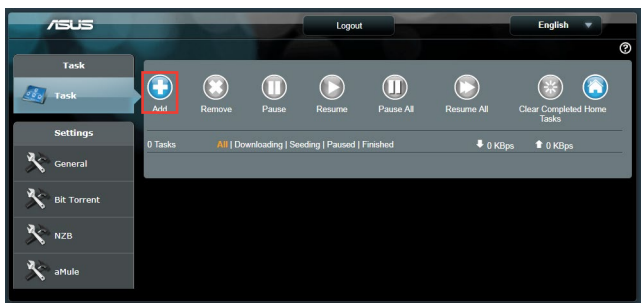 ASUS
Logout
English
?
Task
Task
Add
Remove
Pause
Resume
Pause All
Resume All
Clear Completed Tasks
Home
Settings
0 Tasks
All | Downloading | Seeding | Paused | Finished
0 KBps
0 KBps
General
Bit Torrent
NZB
aMule